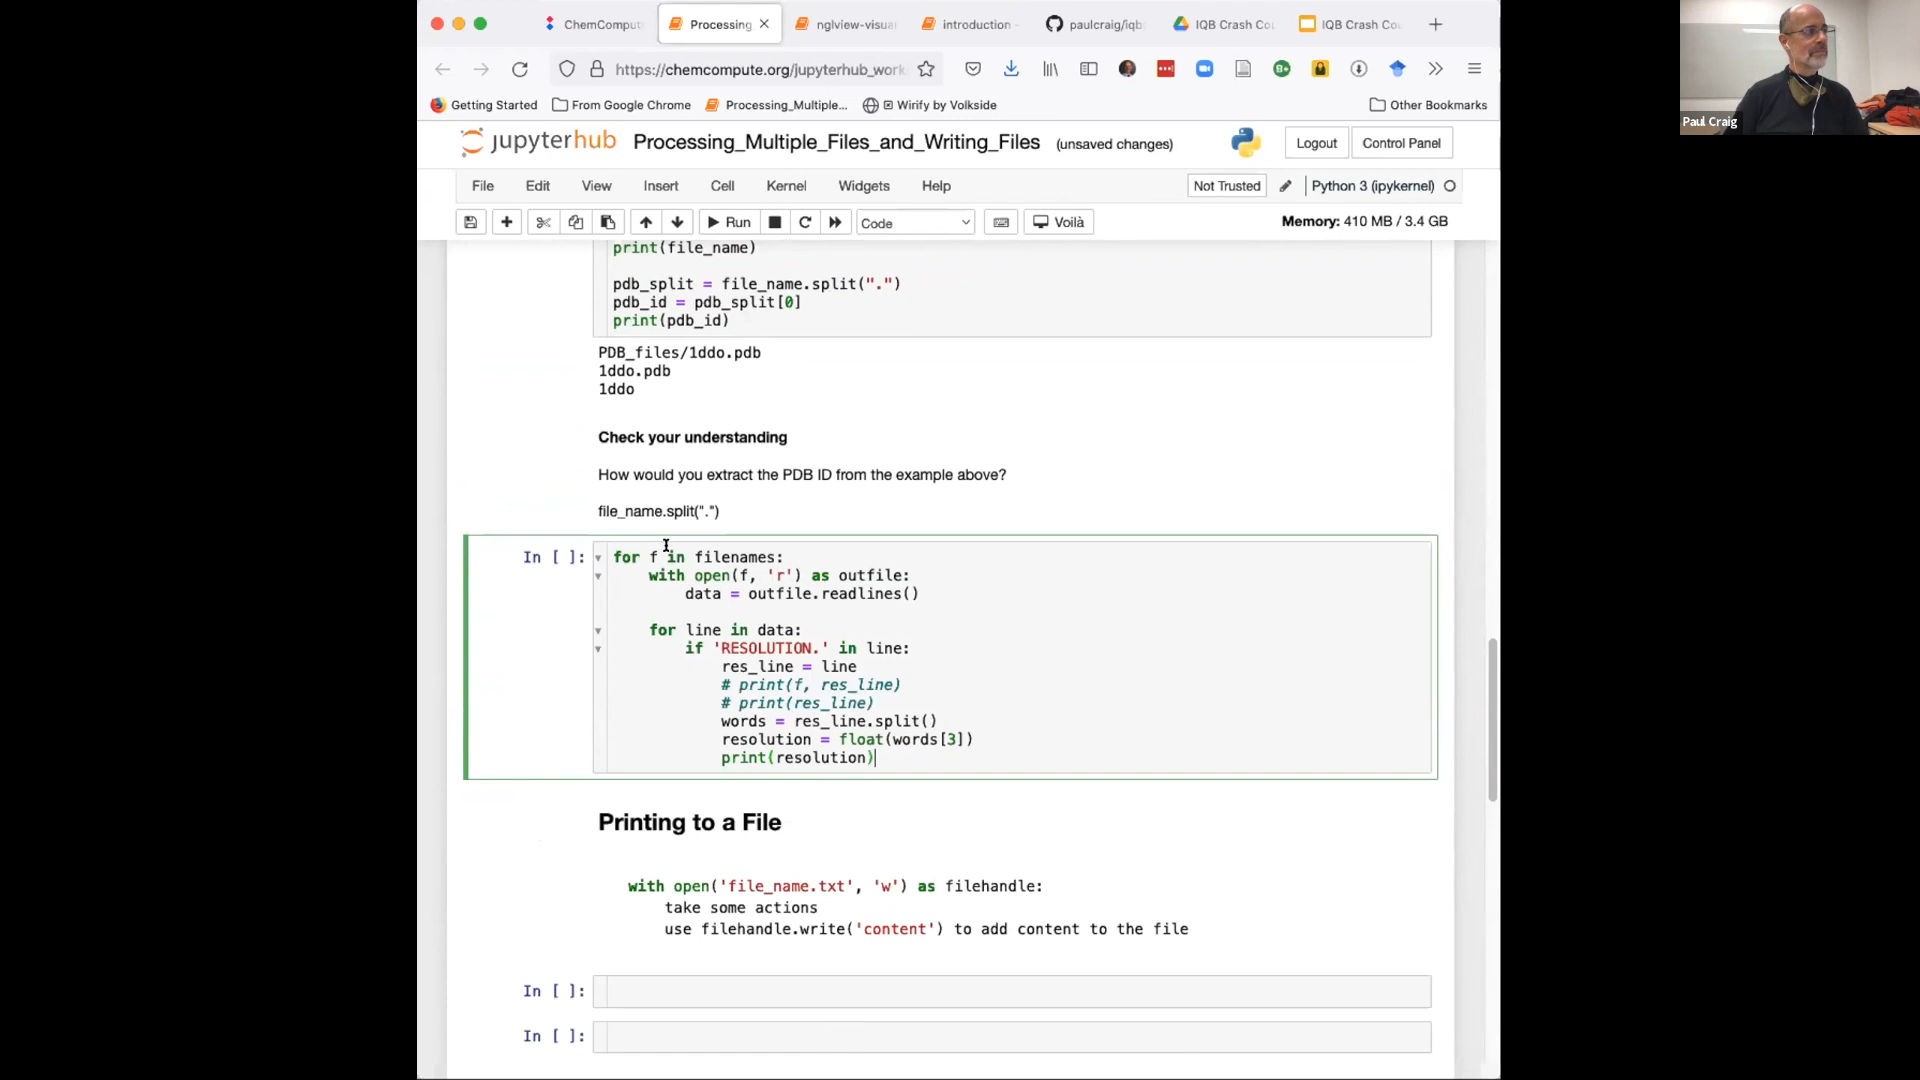 ChemComput
Processing
nglview-visua
introduction -
paulcraig/iqb
IQB Crash Cou
IQB Crash Cou
https://chemcompute.org/jupyterhub_work
Getting Started
From Google Chrome
Processing_Multiple...
Wirify by Volkside
Other Bookmarks
jupyterhub
Processing_Multiple_Files_and_Writing_Files
(unsaved changes)
Logout
Control Panel
File
Edit
View
Insert
Cell
Kernel
Widgets
Help
Not Trusted
Python 3 (ipykernel)
Run
Code
Voilà
Memory: 410 MB / 3.4 GB
print(file_name)
pdb_split = file_name.split(".")
pdb_id = pdb_split[0]
print(pdb_id)
PDB_files/1ddo.pdb
1ddo.pdb
1ddo
Check your understanding
How would you extract the PDB ID from the example above?
file_name.split(".")
In [ ]:
for f in filenames:
with open(f, 'r') as outfile:
data = outfile.readlines()
for line in data:
if 'RESOLUTION.' in line:
res_line = line
# print(f, res_line)
# print(res_line)
words = res_line.split()
resolution = float(words[3])
print(resolution)
Printing to a File
with open('file_name.txt', 'w') as filehandle:
take some actions
use filehandle.write('content') to add content to the file
In [ ]:
In [ ]:
Paul Craig